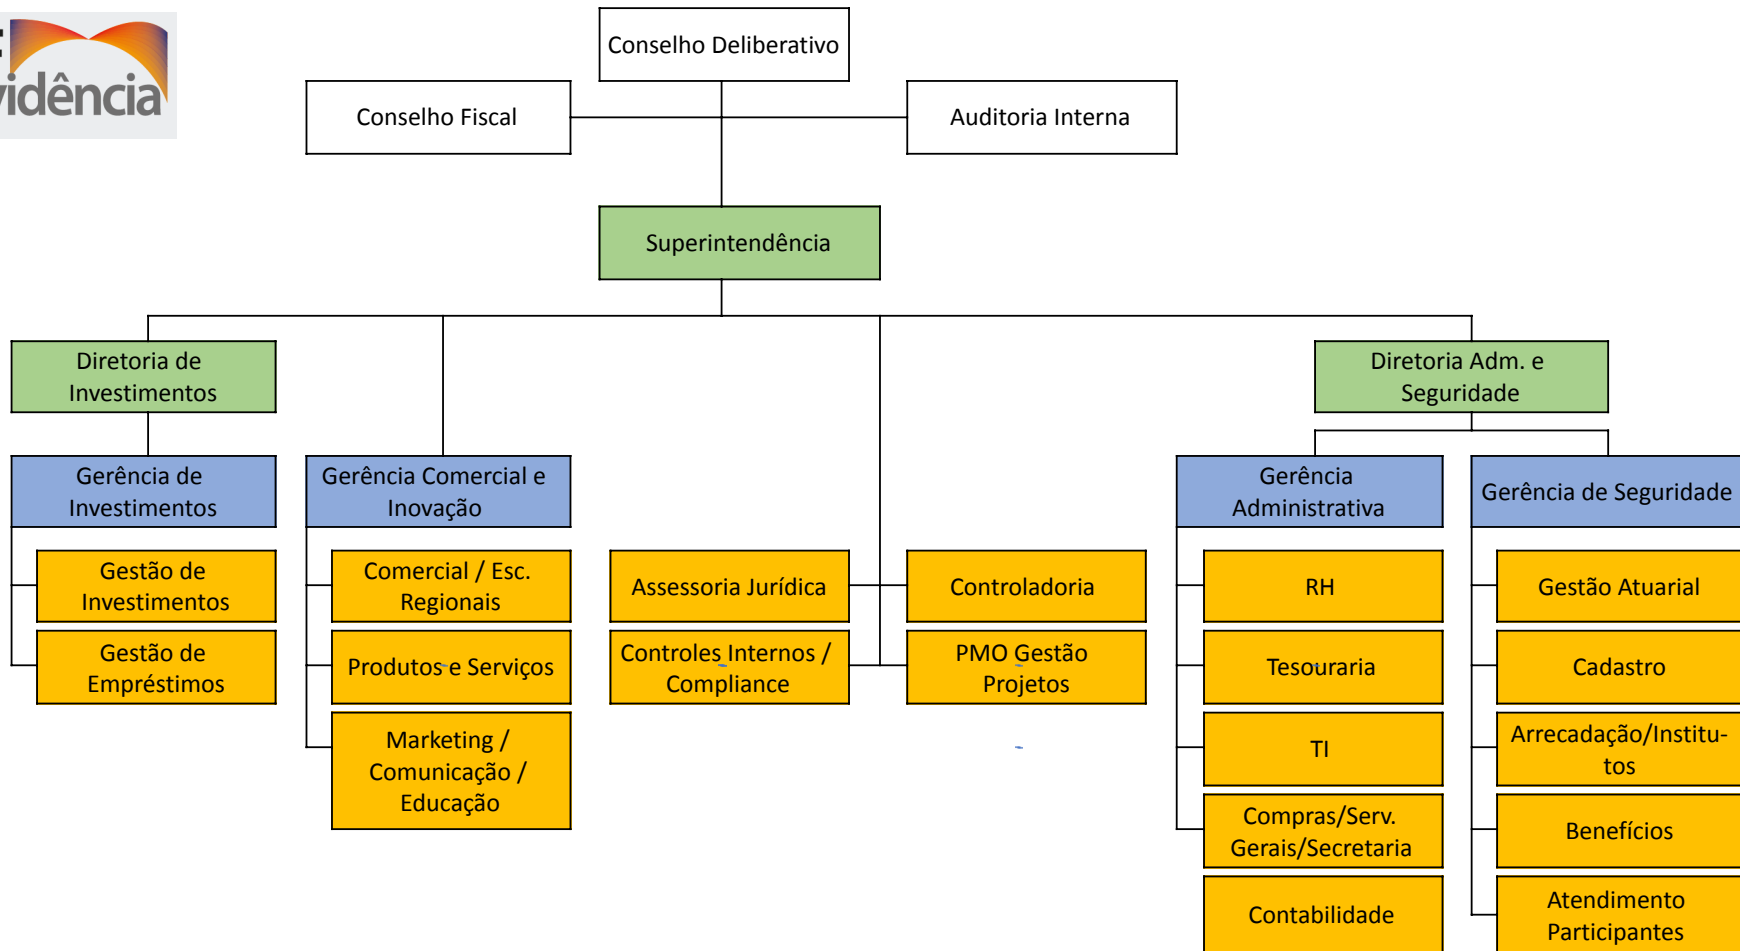 vidência
Conselho Deliberativo
Conselho Fiscal
Auditoria Interna
Superintendência
Diretoria de
Investimentos
Diretoria Adm. e
Seguridade
Gerência de
Investimentos
Gerência Comercial e
Inovação
Gerência
Administrativa
Gerência de Seguridade
Gestão de
Investimentos
Comercial / Esc.
Regionais
Assessoria Jurídica
Controladoria
RH
Gestão Atuarial
Gestão de
Empréstimos
Produtos e Serviços
Controles Internos /
Compliance
PMO Gestão
Projetos
Tesouraria
Cadastro
Marketing /
Comunicação /
Educação
TI
Arrecadação/Institu-
tos
Compras/Serv.
Gerais/Secretaria
Benefícios
Contabilidade
Atendimento
Participantes